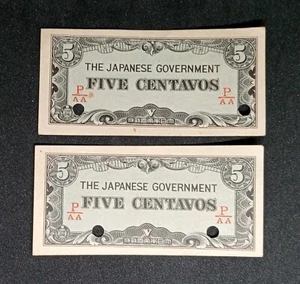 5 5
THE JAPANESE GOVERNMENT
FIVE CENTAVOS
P/AA P/AA
V
5 5
THE JAPANESE GOVERNMENT
FIVE CENTAVOS
P/AA P/AA
V